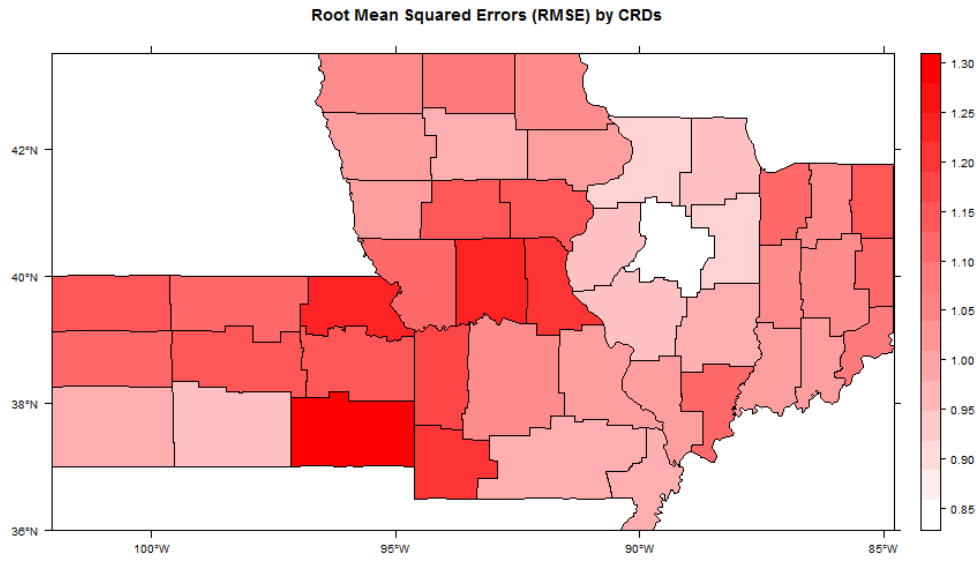 Root Mean Squared Errors (RMSE) by CRDs
1.30
1.25
1.20
1.15
1.10
1.05
1.00
0.95
0.90
0.85
42°N
40°N
38°N
36°N
100°W
95°W
90°W
85°W